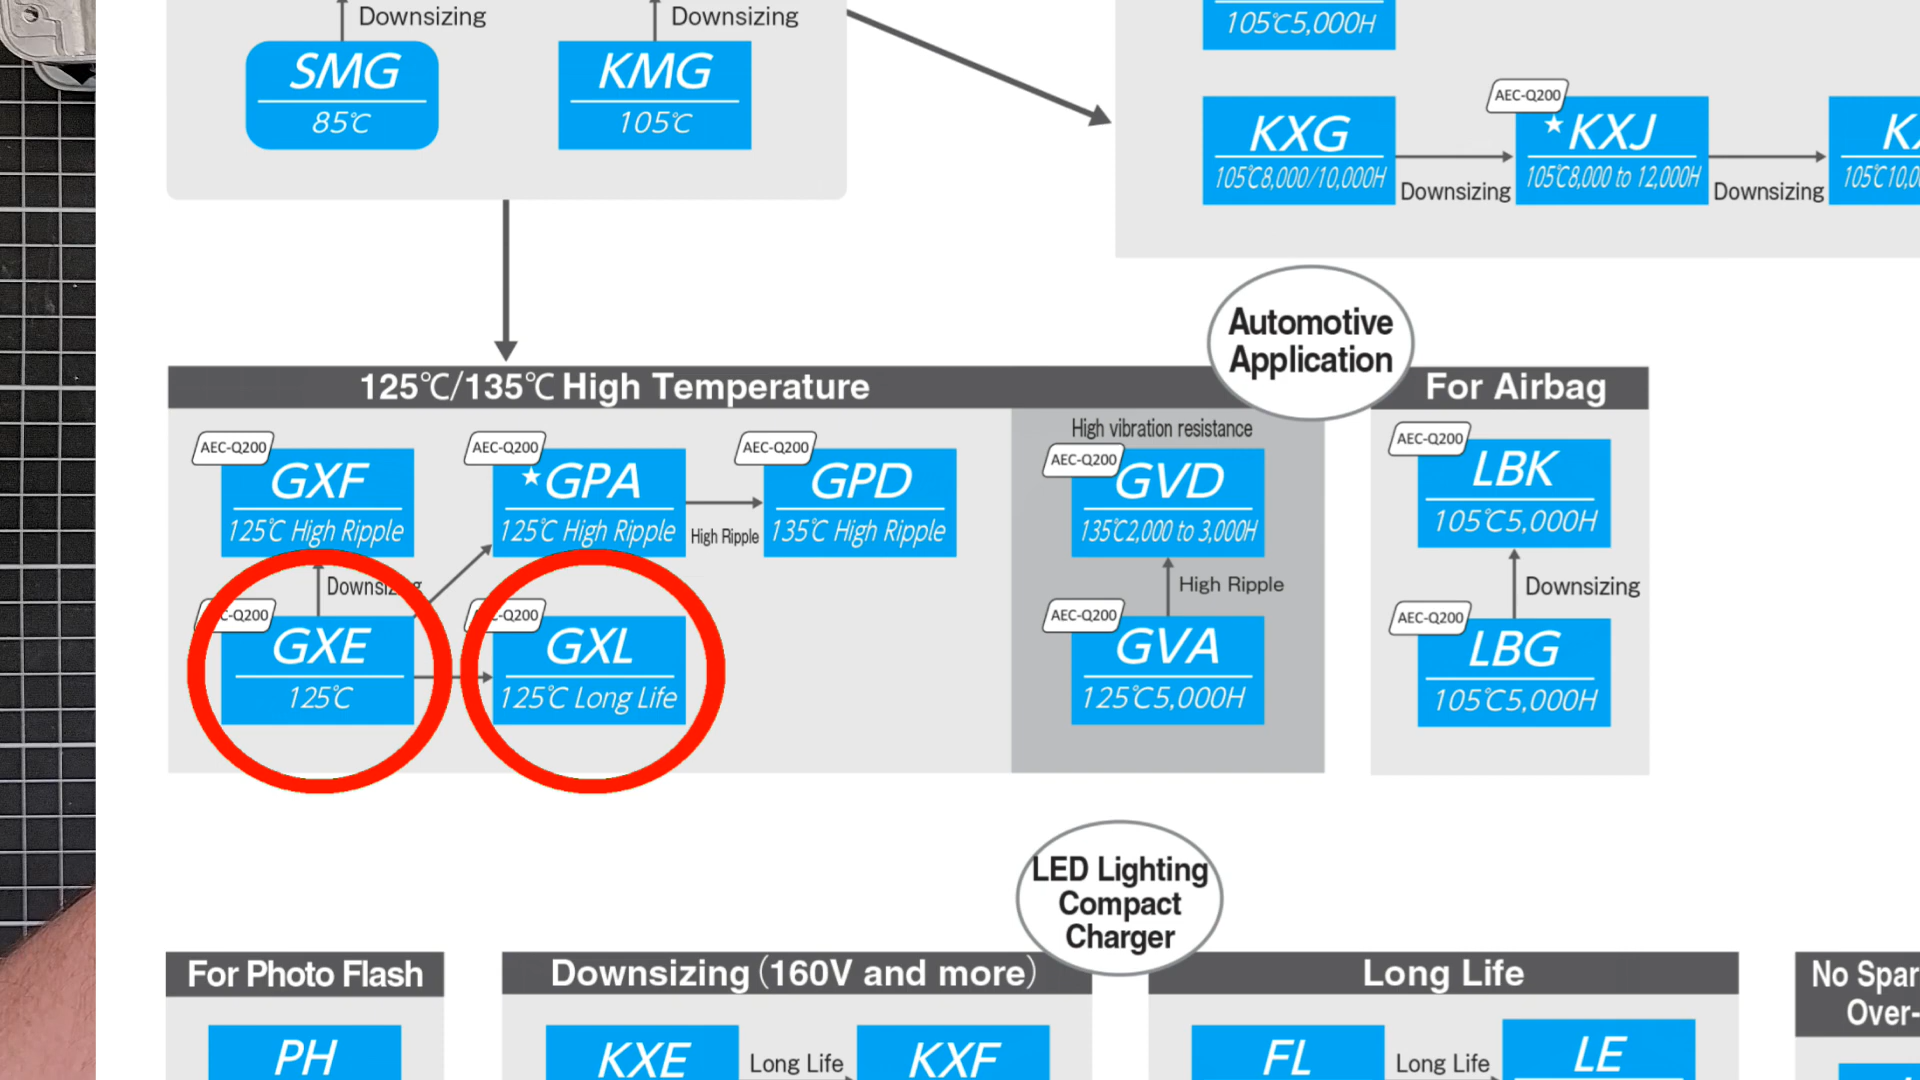 Downsizing
Downsizing
SMG
85℃
KMG
105℃
105℃5,000H
KXG
105℃8,000/10,000H
Downsizing
AEC-Q200
★KXJ
105℃8,000 to 12,000H
Downsizing
Automotive
Application
125℃/135℃ High Temperature
AEC-Q200
GXF
125℃ High Ripple
AEC-Q200
★GPA
125℃ High Ripple
High Ripple
AEC-Q200
GPD
135℃ High Ripple
Downsizing
GXE
125℃
GXL
125℃ Long Life
High vibration resistance
AEC-Q200
GVD
135℃2,000 to 3,000H
High Ripple
AEC-Q200
GVA
125℃5,000H
For Airbag
AEC-Q200
LBK
105℃5,000H
Downsizing
AEC-Q200
LBG
105℃5,000H
LED Lighting
Compact
Charger
For Photo Flash
PH
Downsizing（160V and more）
KXE
Long Life
KXF
Long Life
FL
Long Life
LE
No